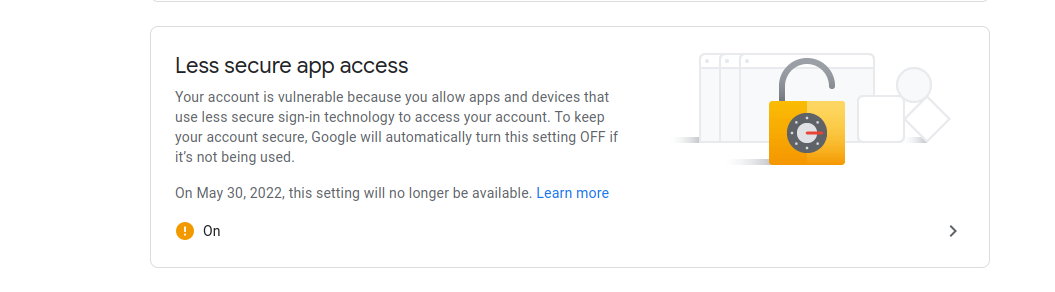 Less secure app access
Your account is vulnerable because you allow apps and devices that
use less secure sign-in technology to access your account. To keep
your account secure, Google will automatically turn this setting OFF if
it’s not being used.
On May 30, 2022, this setting will no longer be available. Learn more
On